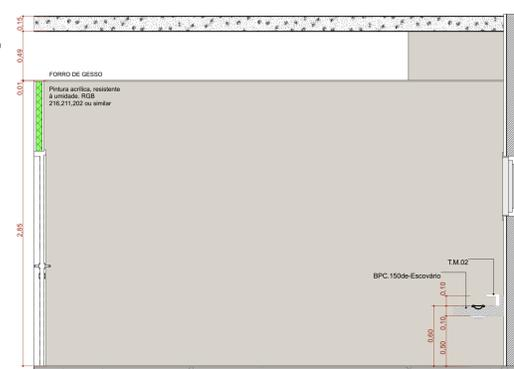 0,15
0,49
FORRO DE GESSO
0,01
Pintura acrílica, resistente
à umidade. RGB
216,211,202 ou similar
2,85
T.M.02
BPC.150de-Escovário
0,10
0,10
0,60
0,50